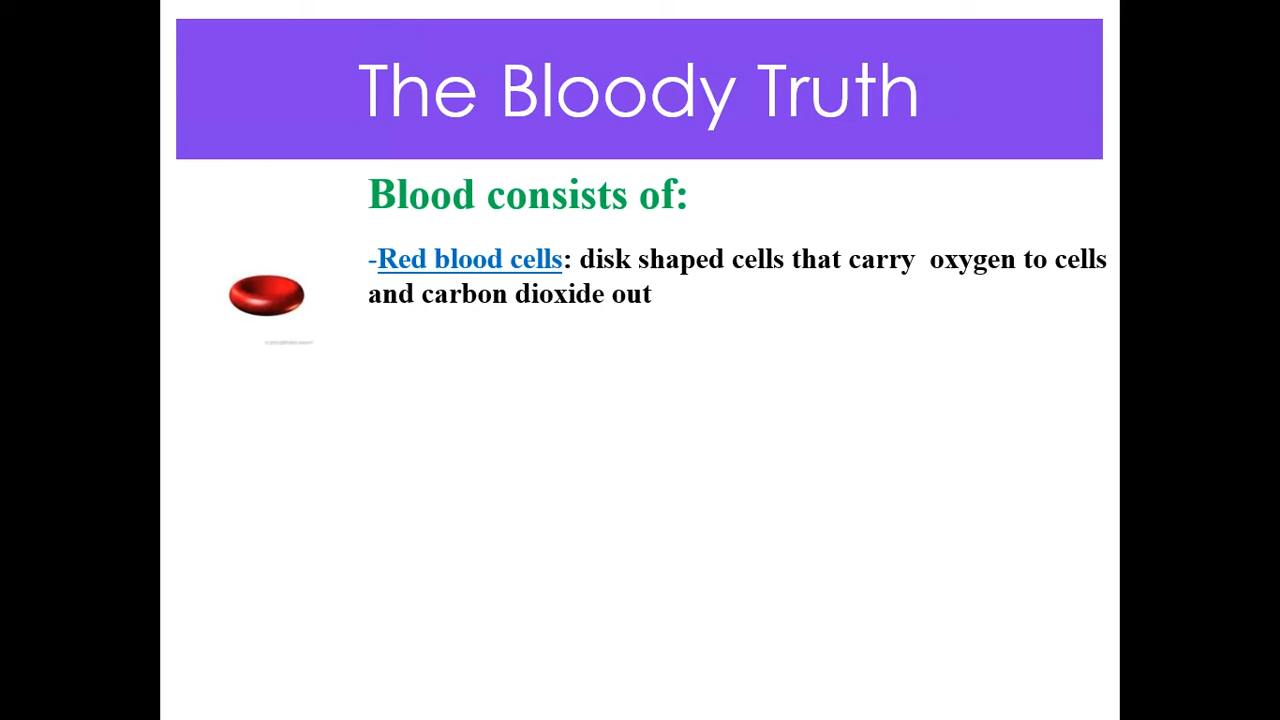 The Bloody Truth
Blood consists of:
-Red blood cells: disk shaped cells that carry  oxygen to cells
and carbon dioxide out